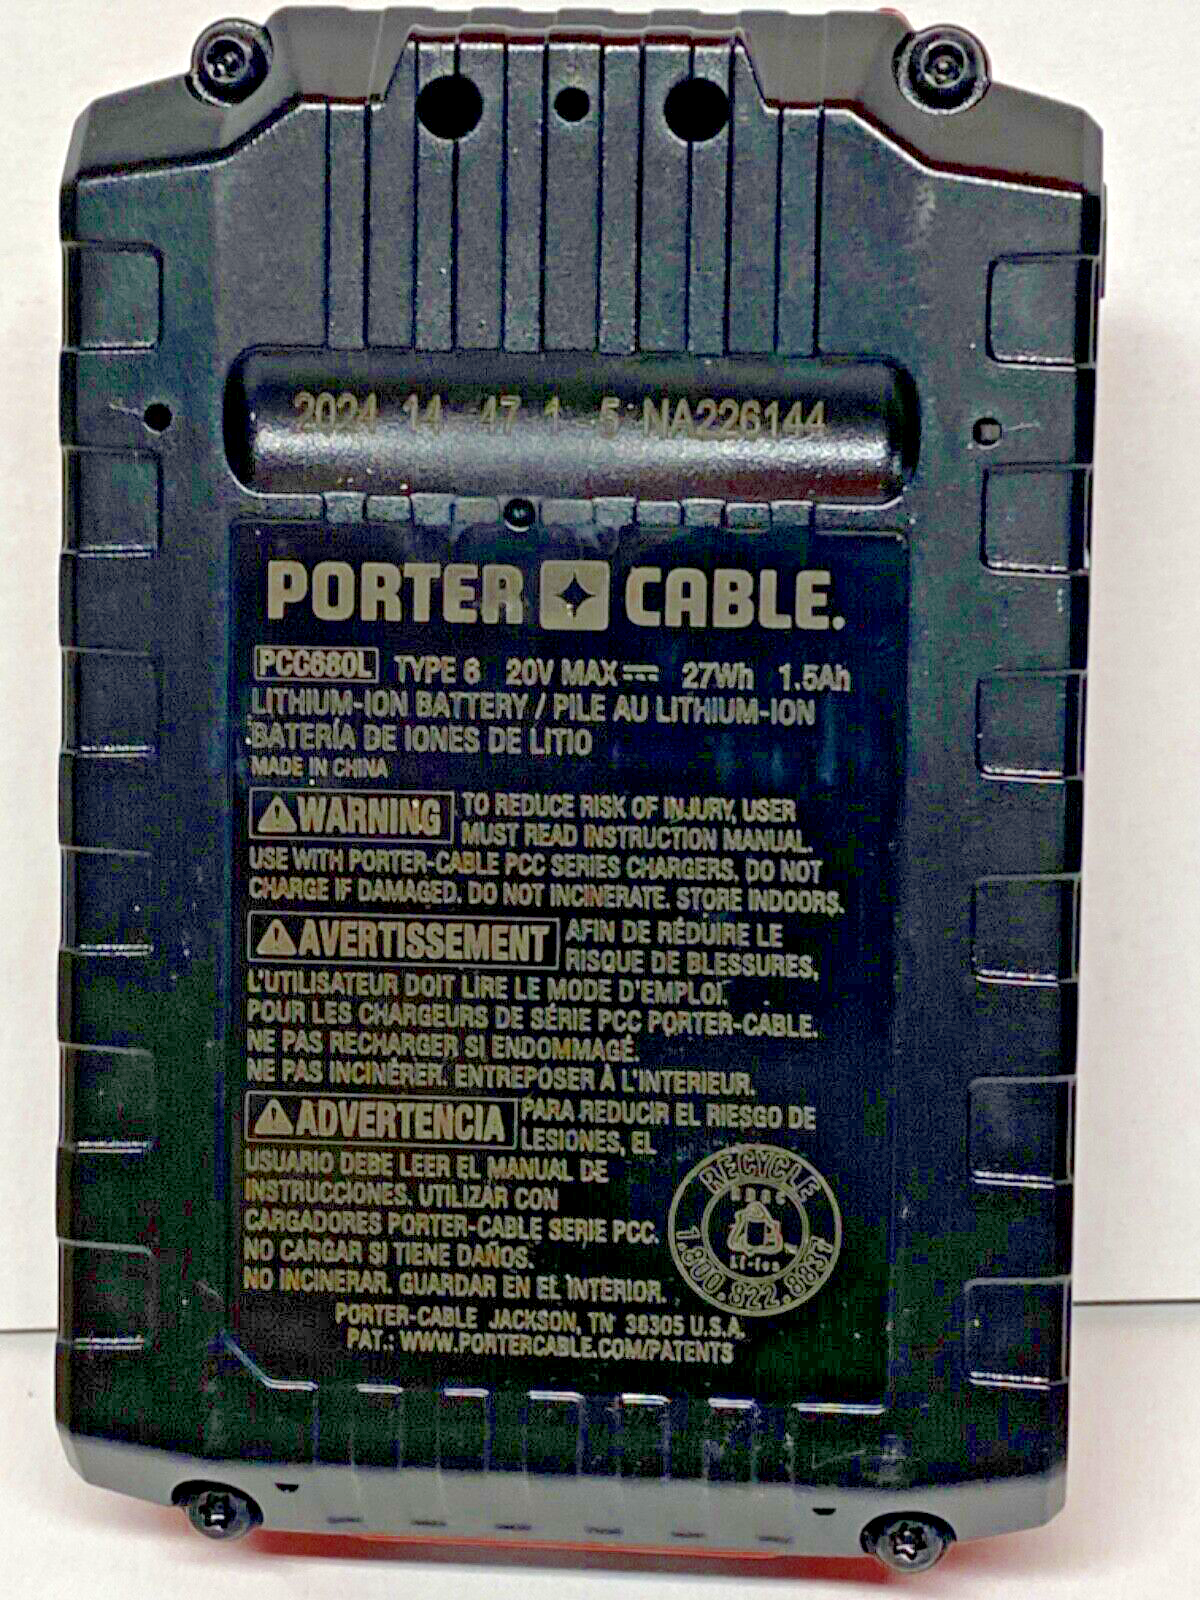 2024 14 47 1 5 NA226144
PORTER CABLE.
PCC680L TYPE 6 20V MAX 27Wh 1.5Ah
LITHIUM-ION BATTERY / PILE AU LITHIUM-ION
BATERÍA DE IONES DE LITIO
MADE IN CHINA
WARNING TO REDUCE RISK OF INJURY, USER
MUST READ INSTRUCTION MANUAL.
USE WITH PORTER-CABLE PCC SERIES CHARGERS, DO NOT
CHARGE IF DAMAGED. DO NOT INCINERATE. STORE INDOORS.
AVERTISSEMENT AFIN DE RÉDUIRE LE
RISQUE DE BLESSURES,
L'UTILISATEUR DOIT LIRE LE MODE D'EMPLOI.
POUR LES CHARGEURS DE SÉRIE PCC PORTER-CABLE.
NE PAS RECHARGER SI ENDOMMAGÉ.
NE PAS INCINÉRER. ENTREPOSER À L'INTERIEUR.
ADVERTENCIA PARA REDUCIR EL RIESGO DE
LESIONES, EL
USUARIO DEBE LEER EL MANUAL DE
INSTRUCCIONES. UTILIZAR CON
CARGADORES PORTER-CABLE SERIE PCC.
NO CARGAR SI TIENE DAÑOS.
NO INCINERAR. GUARDAR EN EL INTERIOR.
RECYCLE
RBRC
Li-ion
1.800.822.8837
PORTER-CABLE JACKSON, TN 38305 U.S.A.
PAT.: WWW.PORTERCABLE.COM/PATENTS